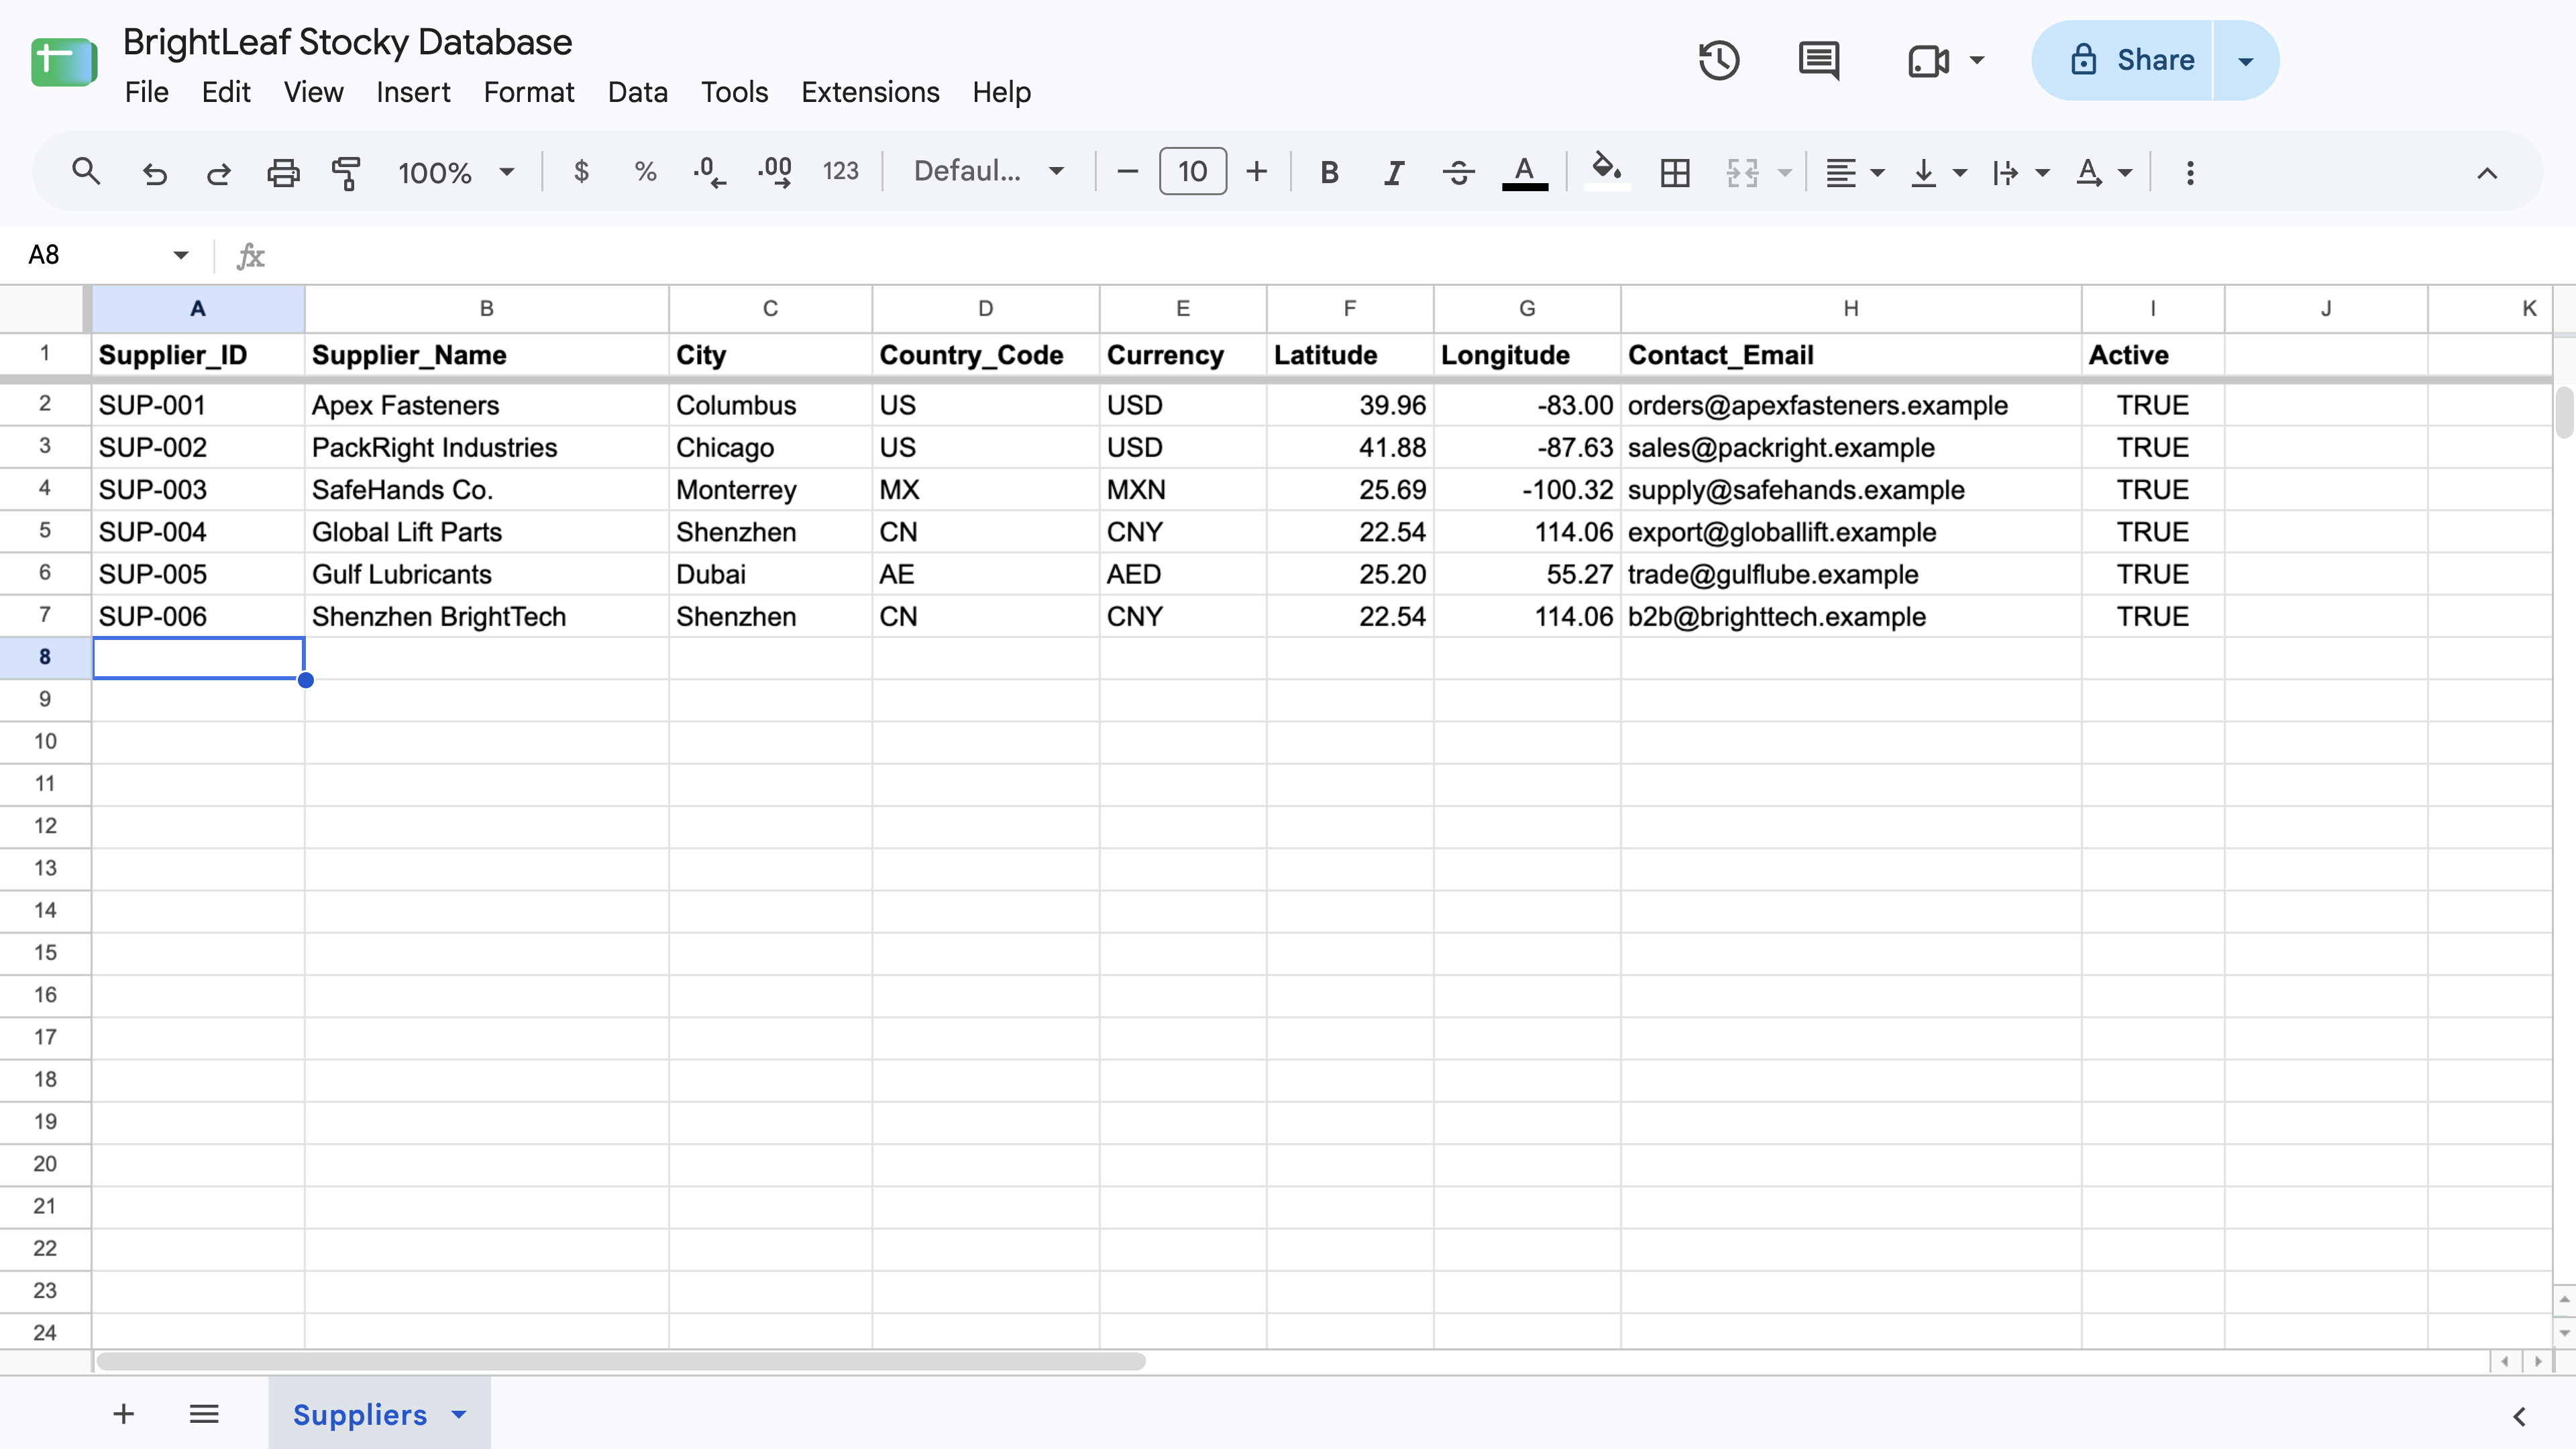 BrightLeaf Stocky Database
File Edit View Insert Format Data Tools Extensions Help
Share
100% $ % .0 .00 123 Defaul... 10 B I A A
A8 fx
A B C D E F G H I J K
1 Supplier_ID Supplier_Name City Country_Code Currency Latitude Longitude Contact_Email Active
2 SUP-001 Apex Fasteners Columbus US USD 39.96 -83.00 orders@apexfasteners.example TRUE
3 SUP-002 PackRight Industries Chicago US USD 41.88 -87.63 sales@packright.example TRUE
4 SUP-003 SafeHands Co. Monterrey MX MXN 25.69 -100.32 supply@safehands.example TRUE
5 SUP-004 Global Lift Parts Shenzhen CN CNY 22.54 114.06 export@globallift.example TRUE
6 SUP-005 Gulf Lubricants Dubai AE AED 25.20 55.27 trade@gulflube.example TRUE
7 SUP-006 Shenzhen BrightTech Shenzhen CN CNY 22.54 114.06 b2b@brighttech.example TRUE
8
9
10
11
12
13
14
15
16
17
18
19
20
21
22
23
24
Suppliers